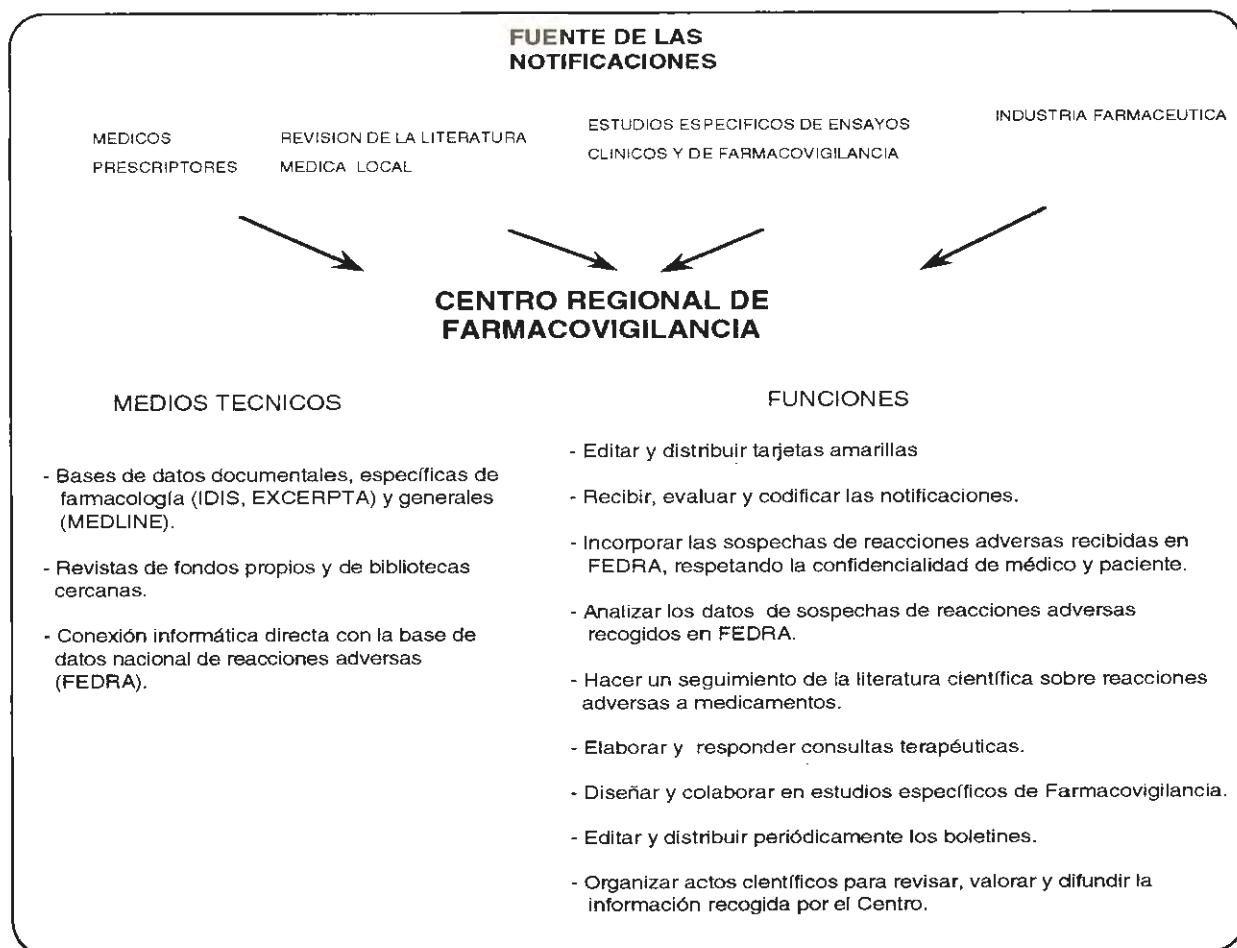 FUENTE DE LAS
NOTIFICACIONES
MEDICOS
PRESCRIPTORES
REVISION DE LA LITERATURA
MEDICA LOCAL
ESTUDIOS ESPECIFICOS DE ENSAYOS
CLINICOS Y DE FARMACOVIGILANCIA
INDUSTRIA FARMACEUTICA
CENTRO REGIONAL DE
FARMACOVIGILANCIA
MEDIOS TECNICOS
- Bases de datos documentales, específicas de
farmacología (IDIS, EXCERPTA) y generales
(MEDLINE).
- Revistas de fondos propios y de bibliotecas
cercanas.
- Conexión informática directa con la base de
datos nacional de reacciones adversas
(FEDRA).
FUNCIONES
- Editar y distribuir tarjetas amarillas
- Recibir, evaluar y codificar las notificaciones.
- Incorporar las sospechas de reacciones adversas recibidas en
FEDRA, respetando la confidencialidad de médico y paciente.
- Analizar los datos de sospechas de reacciones adversas
recogidos en FEDRA.
- Hacer un seguimiento de la literatura científica sobre reacciones
adversas a medicamentos.
- Elaborar y responder consultas terapéuticas.
- Diseñar y colaborar en estudios específicos de Farmacovigilancia.
- Editar y distribuir periódicamente los boletines.
- Organizar actos científicos para revisar, valorar y difundir la
información recogida por el Centro.